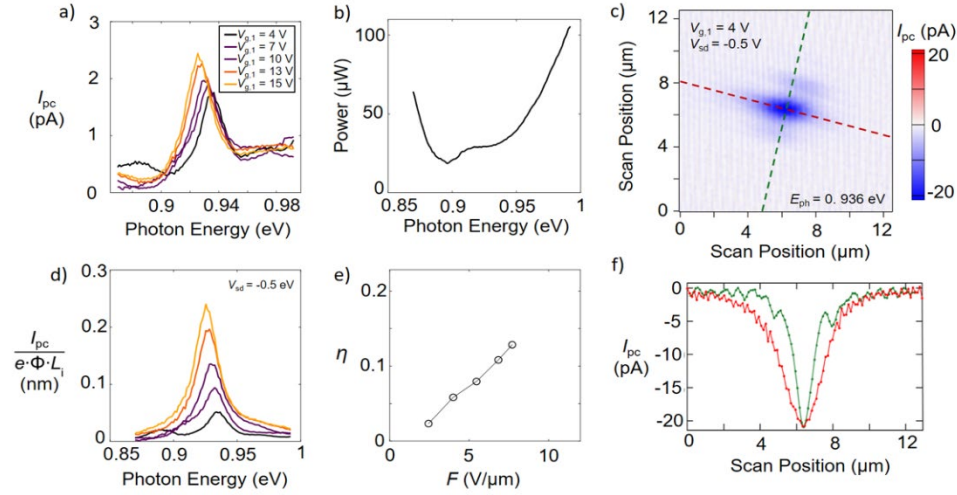 a)
I_pc
(pA)
3
2
1
0
0.9
0.94
0.98
Photon Energy (eV)
V_g,1 = 4 V
V_g,1 = 7 V
V_g,1 = 10 V
V_g,1 = 13 V
V_g,1 = 15 V
b)
Power (µW)
100
50
0
0.85
0.9
0.95
1
Photon Energy (eV)
c)
Scan Position (µm)
12
8
4
0
V_g,1 = 4 V
V_sd = -0.5 V
E_ph = 0. 936 eV
0
4
8
12
Scan Position (µm)
I_pc (pA)
20
0
-20
d)
I_pc
e·Φ·L_i
(nm)
0.3
0.2
0.1
0
V_sd = -0.5 eV
0.85
0.9
0.95
1
Photon Energy (eV)
e)
η
0.2
0.1
0
0
5
10
F (V/µm)
f)
I_pc
(pA)
0
-5
-10
-15
-20
0
4
8
12
Scan Position (µm)